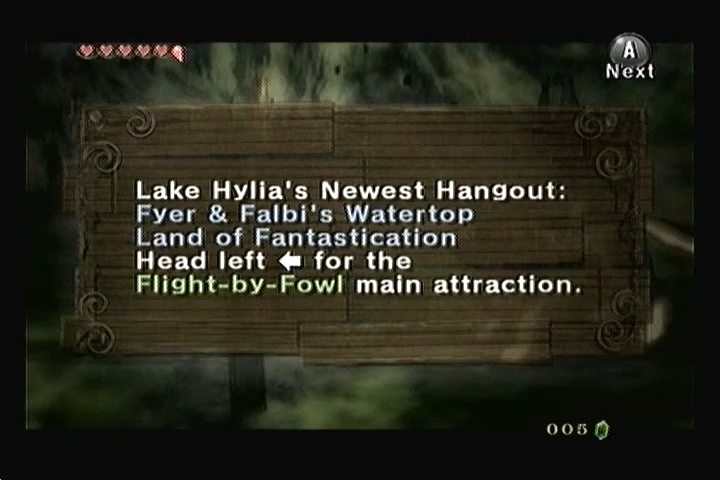 A
Next
Lake Hylia's Newest Hangout:
Fyer & Falbi's Watertop
Land of Fantastication
Head left ← for the
Flight-by-Fowl main attraction.
005